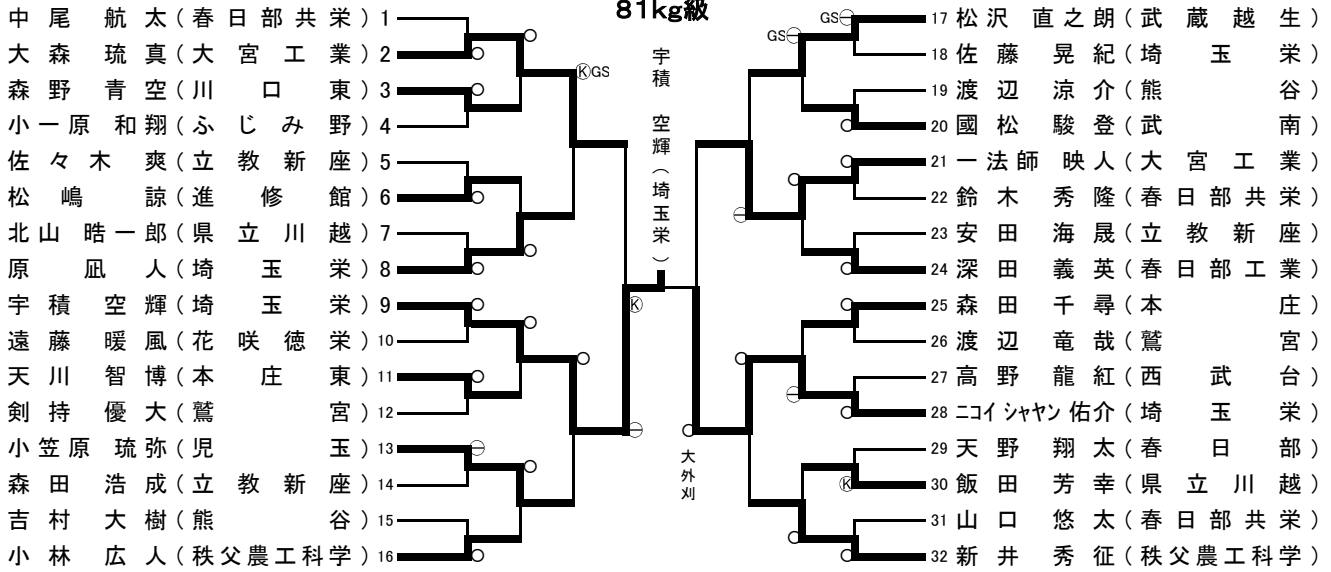 81kg級
中尾 航太（春日部共栄）1
大森 琉真（大宮工業）2
森野 青空（川口東）3
小一原 和翔（ふじみ野）4
佐々木 爽（立教新座）5
松嶋 諒（進修館）6
北山 晧一郎（県立川越）7
原 凪人（埼玉栄）8
宇積 空輝（埼玉栄）9
遠藤 暖風（花咲徳栄）10
天川 智博（本庄東）11
剣持 優大（鷲宮）12
小笠原 琉弥（児玉）13
森田 浩成（立教新座）14
吉村 大樹（熊谷）15
小林 広人（秩父農工科学）16
ⓀGS
Ⓚ
宇積 空輝（埼玉栄）
大外刈
GS
GS
17 松沢 直之朗（武蔵越生）
18 佐藤 晃紀（埼玉栄）
19 渡辺 涼介（熊谷）
20 國松 駿登（武南）
21 一法師 映人（大宮工業）
22 鈴木 秀隆（春日部共栄）
23 安田 海晟（立教新座）
24 深田 義英（春日部工業）
25 森田 千尋（本庄）
26 渡辺 竜哉（鷲宮）
27 高野 龍紅（西武台）
28 ニコイシャヤン 佑介（埼玉栄）
29 天野 翔太（春日部）
30 飯田 芳幸（県立川越）
Ⓚ
31 山口 悠太（春日部共栄）
32 新井 秀征（秩父農工科学）